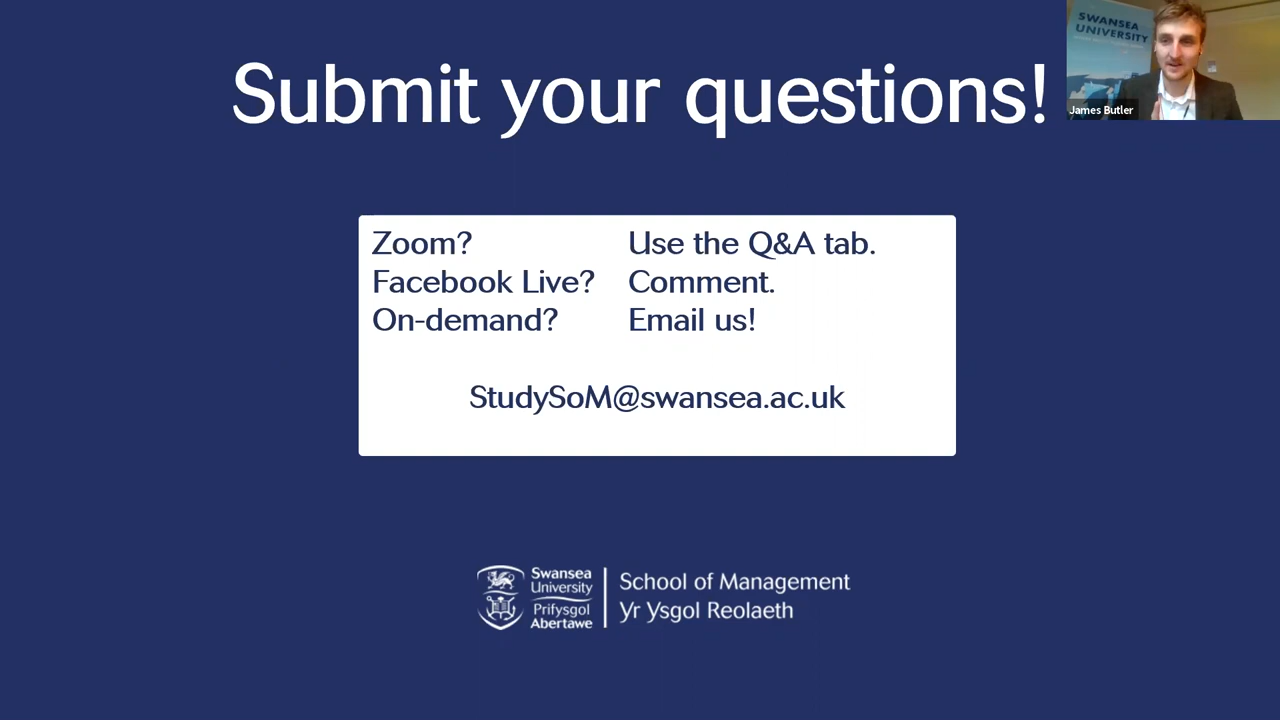 Submit your questions!
SWANSEA
UNIVERSITY
James Butler
Zoom? Use the Q&A tab.
Facebook Live? Comment.
On-demand? Email us!
StudySoM@swansea.ac.uk
Swansea
University
Prifysgol
Abertawe
School of Management
Yr Ysgol Reolaeth